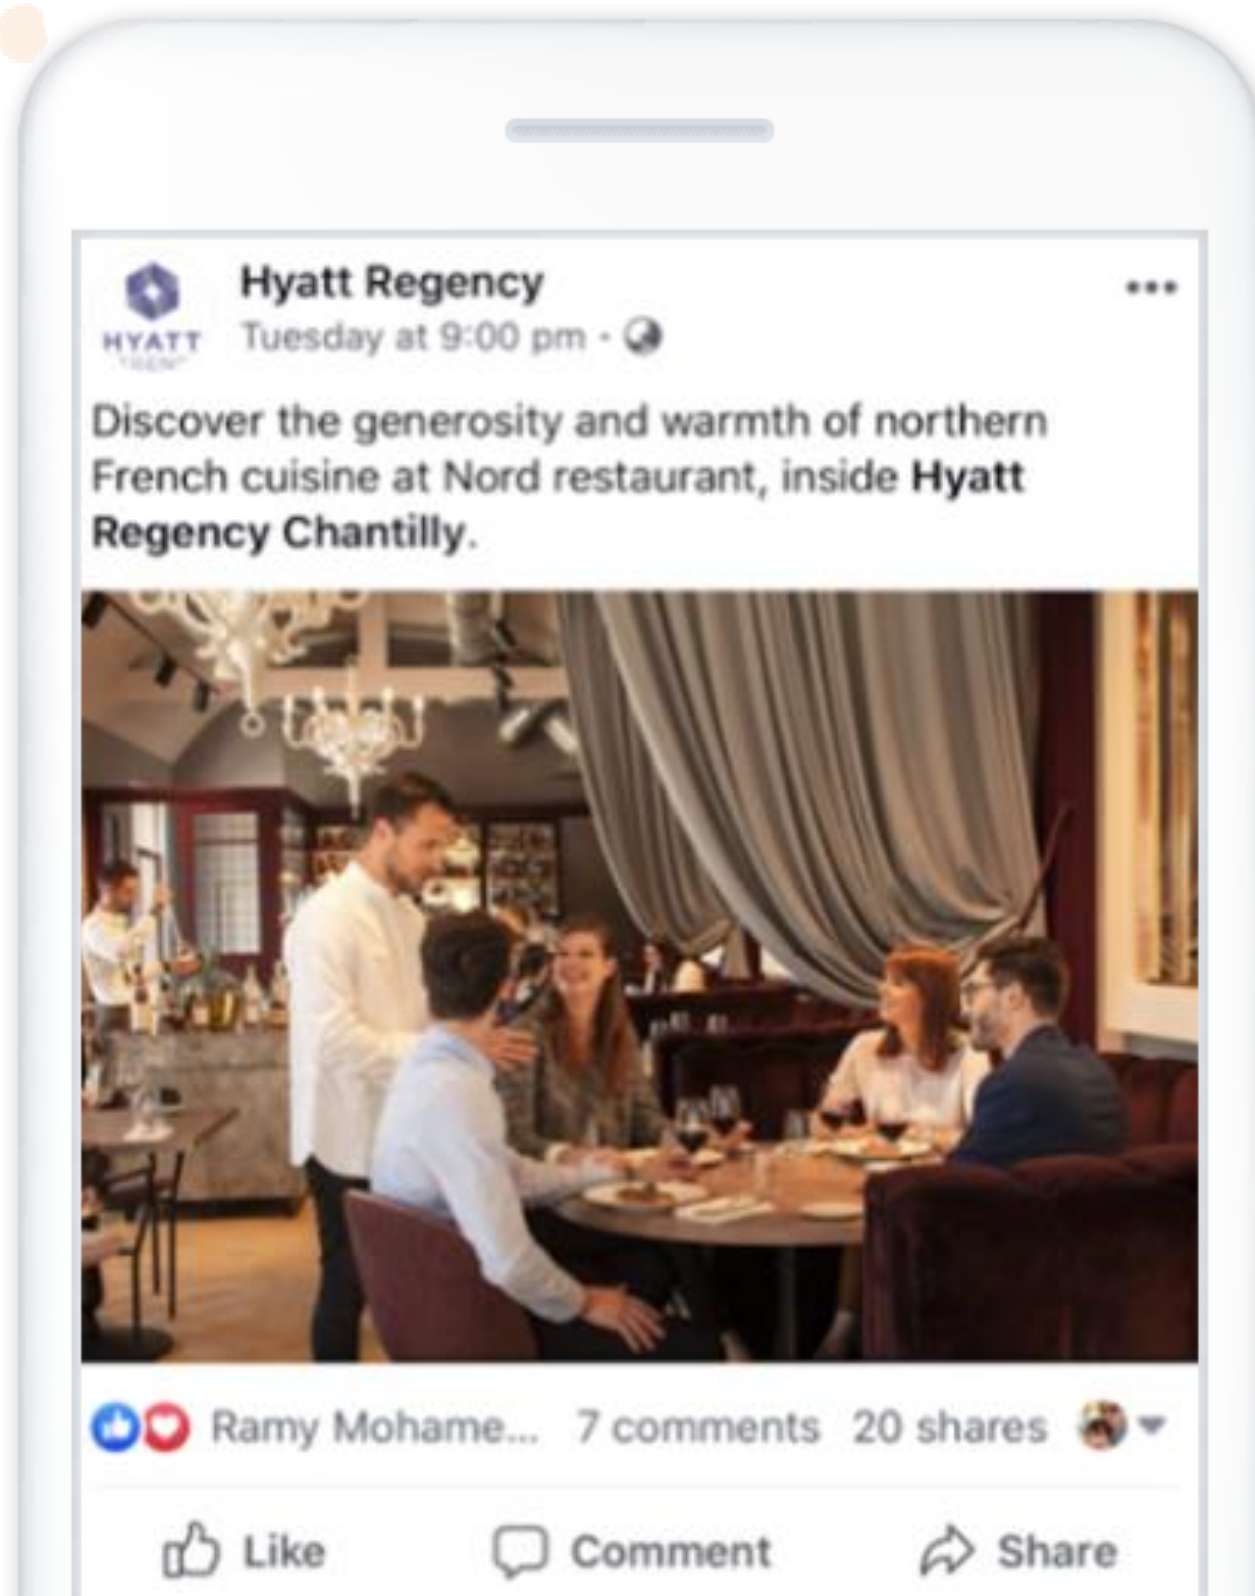 Hyatt Regency
HYATT
Tuesday at 9:00 pm ·
Discover the generosity and warmth of northern
French cuisine at Nord restaurant, inside Hyatt
Regency Chantilly.
Ramy Mohame... 7 comments 20 shares
Like Comment Share